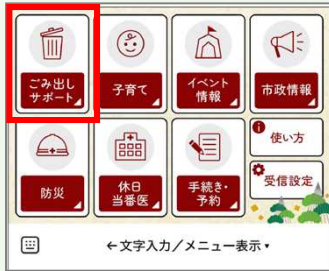 ごみ出し
サポート
子育て
イベント
情報
市政情報
防災
休日
当番医
手続き・
予約
使い方
受信設定
←文字入力／メニュー表示▼